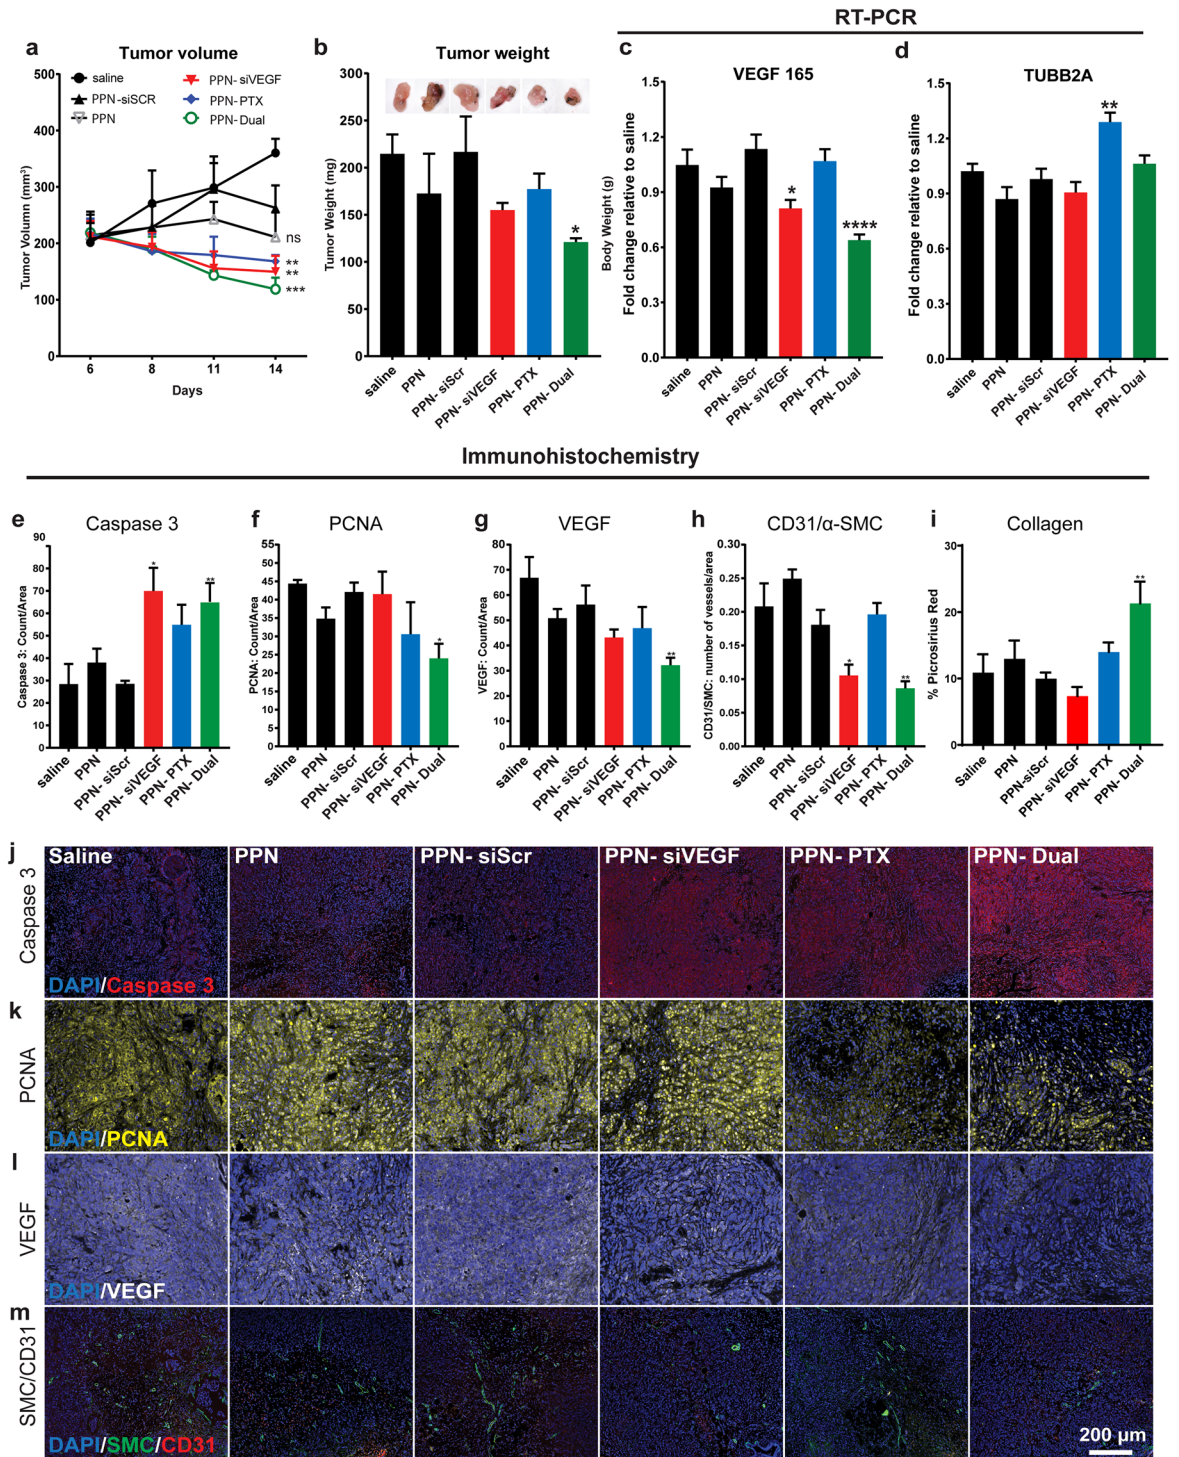 RT-PCR
a
Tumor volume
b
Tumor weight
c
VEGF 165
d
TUBB2A
saline
PPN-siSCR
PPN
PPN- siVEGF
PPN- PTX
PPN- Dual
Tumor Volumn (mm³)
500
400
300
200
100
0
6 8 11 14
Days
ns
**
**
***
Tumor Weight (mg)
300
250
200
150
100
50
0
*
saline
PPN
PPN- siScr
PPN- siVEGF
PPN- PTX
PPN- Dual
Body Weight (g)
Fold change relative to saline
1.5
1.2
0.9
0.6
0.3
0.0
*
****
saline
PPN
PPN- siScr
PPN- siVEGF
PPN- PTX
PPN- Dual
Fold change relative to saline
1.5
1.2
0.9
0.6
0.3
0.0
**
saline
PPN
PPN- siScr
PPN- siVEGF
PPN- PTX
PPN- Dual
Immunohistochemistry
e
Caspase 3
Caspase 3: Count/Area
90
80
70
60
50
40
30
20
10
0
*
**
saline
PPN
PPN- siScr
PPN- siVEGF
PPN- PTX
PPN- Dual
f
PCNA
PCNA: Count/Area
55
50
45
40
35
30
25
20
15
10
5
0
*
saline
PPN
PPN- siScr
PPN- siVEGF
PPN- PTX
PPN- Dual
g
VEGF
VEGF: Count/Area
80
70
60
50
40
30
20
10
0
**
saline
PPN
PPN- siScr
PPN- siVEGF
PPN- PTX
PPN- Dual
h
CD31/α-SMC
CD31/SMC: number of vessels/area
0.30
0.25
0.20
0.15
0.10
0.05
0.00
*
**
saline
PPN
PPN- siScr
PPN- siVEGF
PPN- PTX
PPN- Dual
i
Collagen
% Picrosirius Red
30
20
10
0
**
Saline
PPN
PPN-siScr
PPN- siVEGF
PPN- PTX
PPN- Dual
j
Caspase 3
Saline
PPN
PPN- siScr
PPN- siVEGF
PPN- PTX
PPN- Dual
DAPI/Caspase 3
k
PCNA
DAPI/PCNA
l
VEGF
DAPI/VEGF
m
SMC/CD31
DAPI/SMC/CD31
200 μm